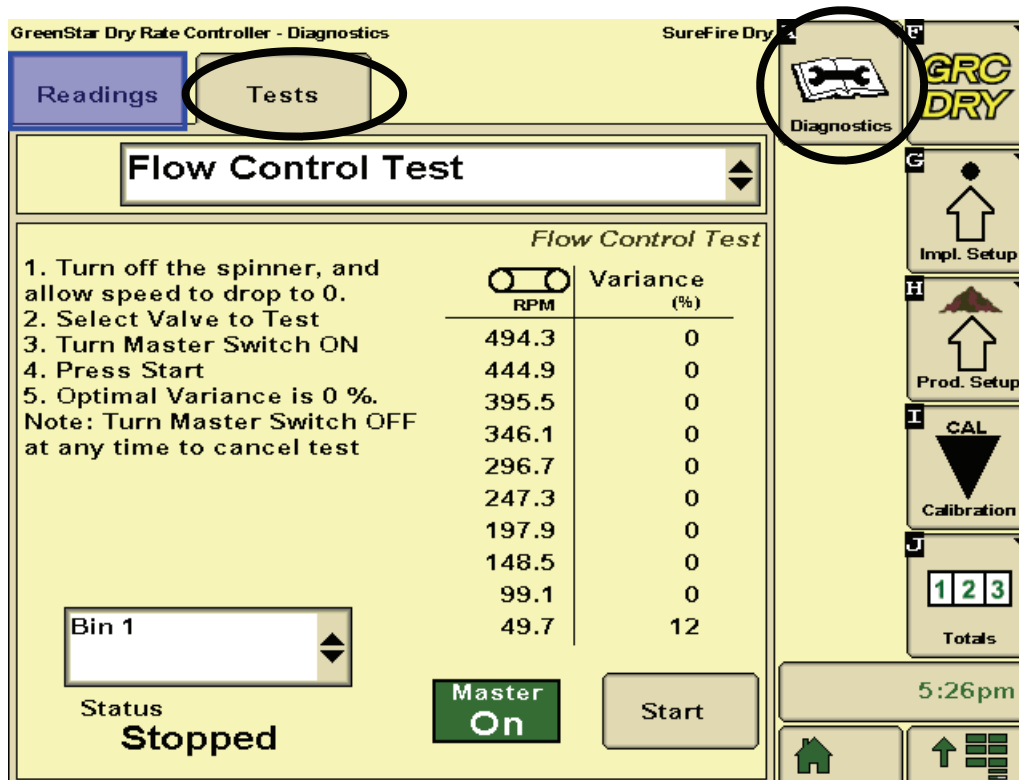 GreenStar Dry Rate Controller - Diagnostics
SureFire Dry
Readings
Tests
Flow Control Test
Flow Control Test
1. Turn off the spinner, and
allow speed to drop to 0.
2. Select Valve to Test
3. Turn Master Switch ON
4. Press Start
5. Optimal Variance is 0 %.
Note: Turn Master Switch OFF
at any time to cancel test
RPM
Variance
(%)
494.3 0
444.9 0
395.5 0
346.1 0
296.7 0
247.3 0
197.9 0
148.5 0
99.1 0
49.7 12
Bin 1
Status
Stopped
Master
On
Start
Diagnostics
F
GRC
DRY
G
Impl. Setup
H
Prod. Setup
I
CAL
Calibration
J
1 2 3
Totals
5:26pm